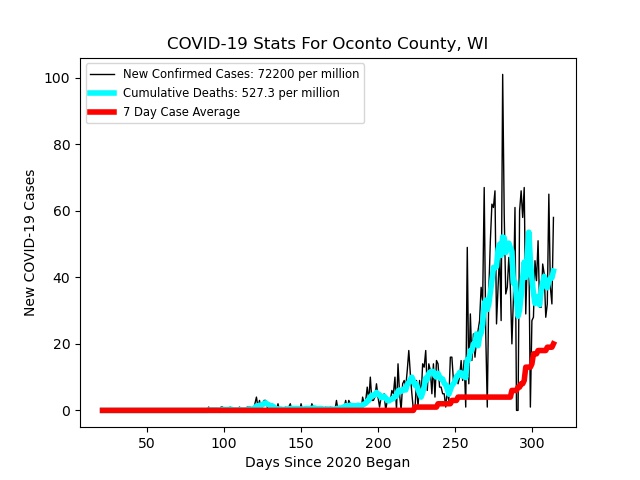 COVID-19 Stats For Oconto County, WI
New Confirmed Cases: 72200 per million
Cumulative Deaths: 527.3 per million
7 Day Case Average
New COVID-19 Cases
100
80
60
40
20
0
50 100 150 200 250 300
Days Since 2020 Began